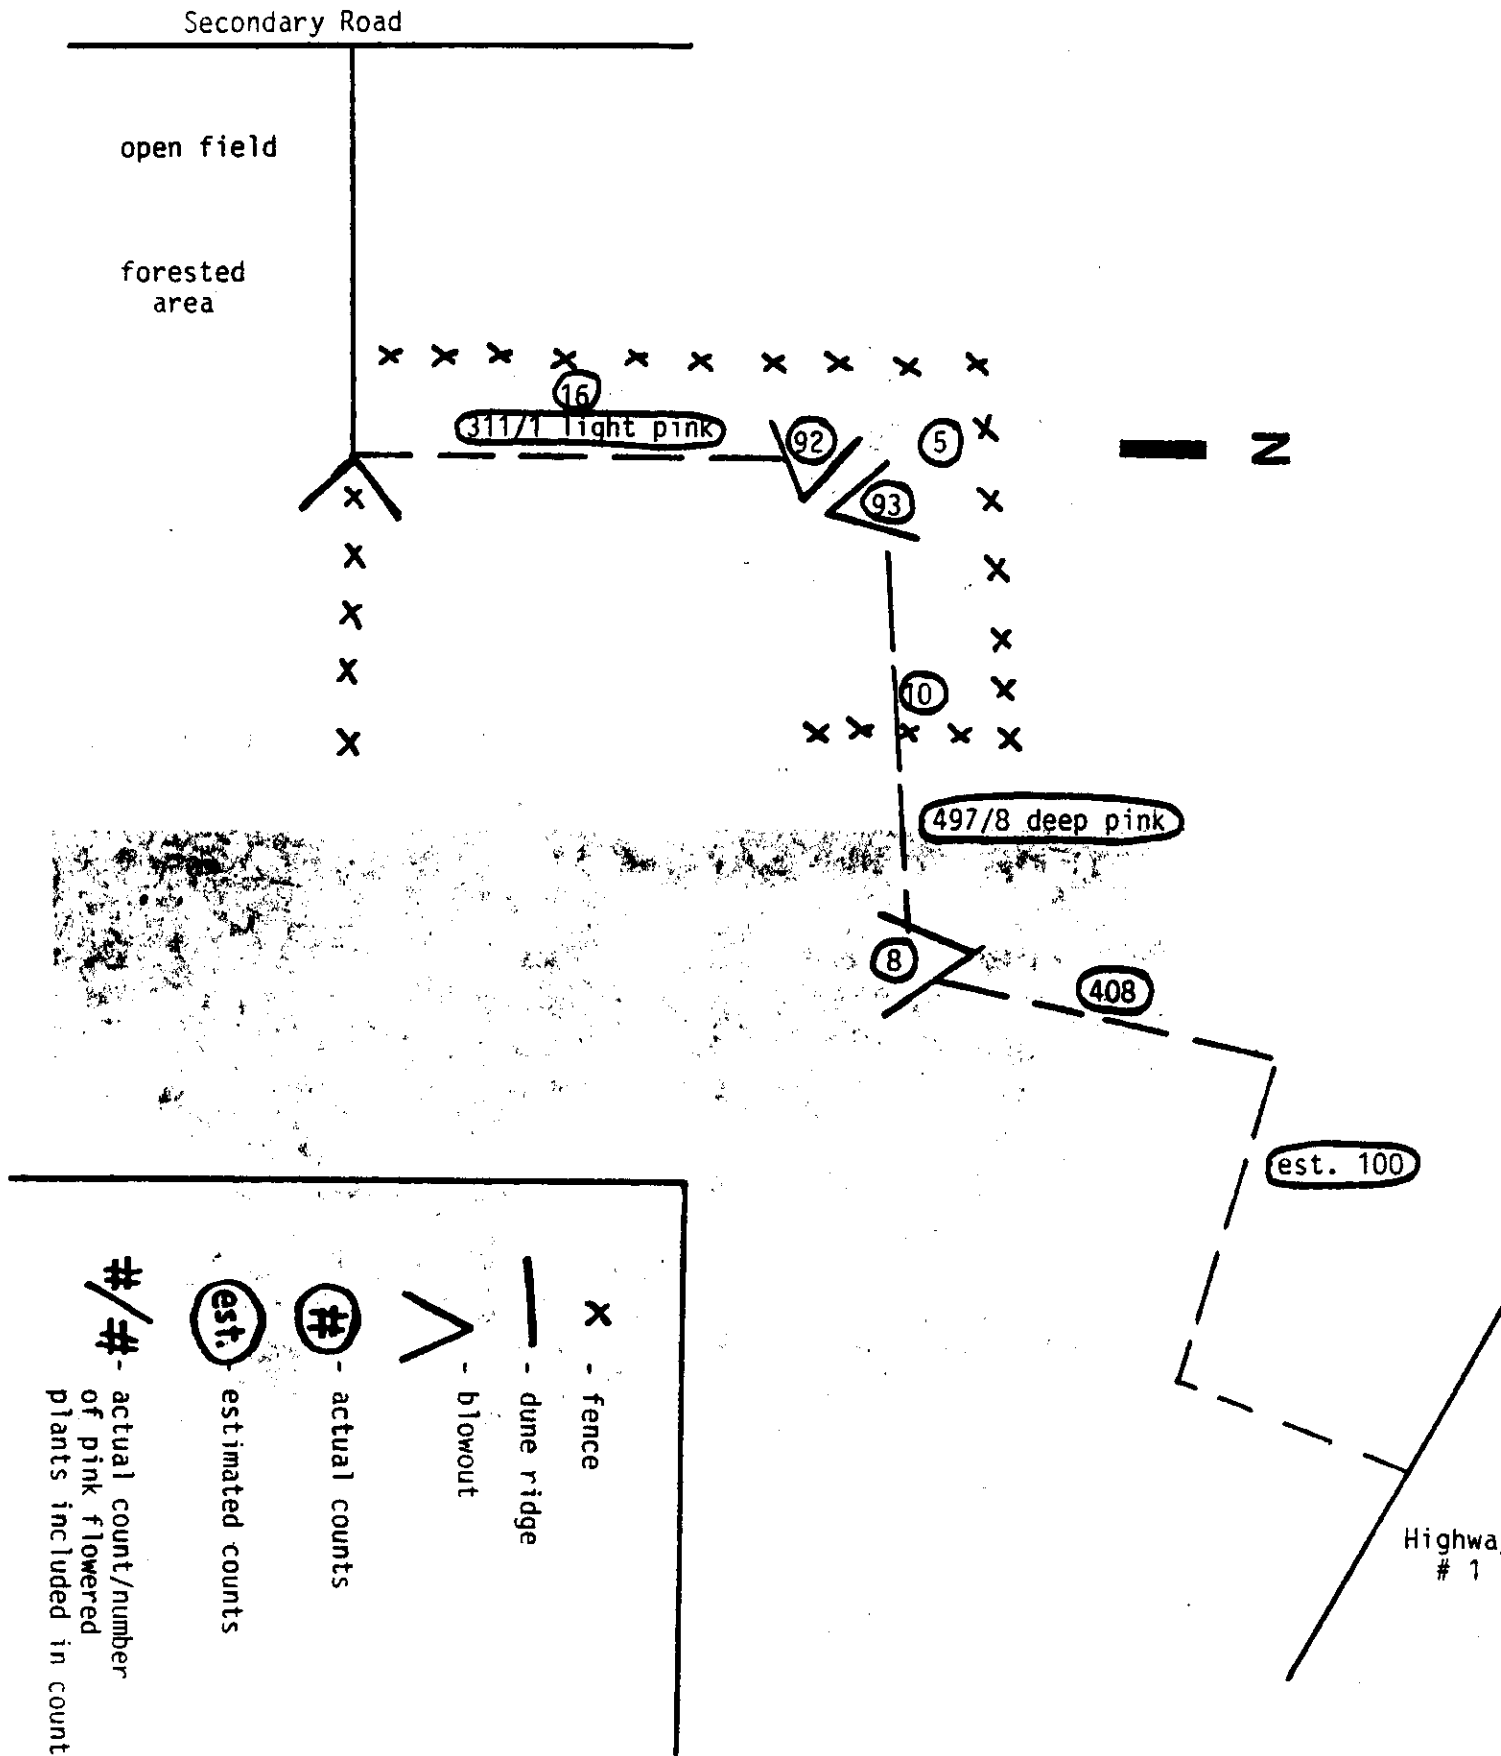 Secondary Road
open field
forested
area
16
311/1 light pink
92
5
93
N
10
497/8 deep pink
8
408
est. 100
Highwa
# 1
x - fence
- dune ridge
- blowout
# - actual counts
est. - estimated counts
#/# - actual count/number
of pink flowered
plants included in count